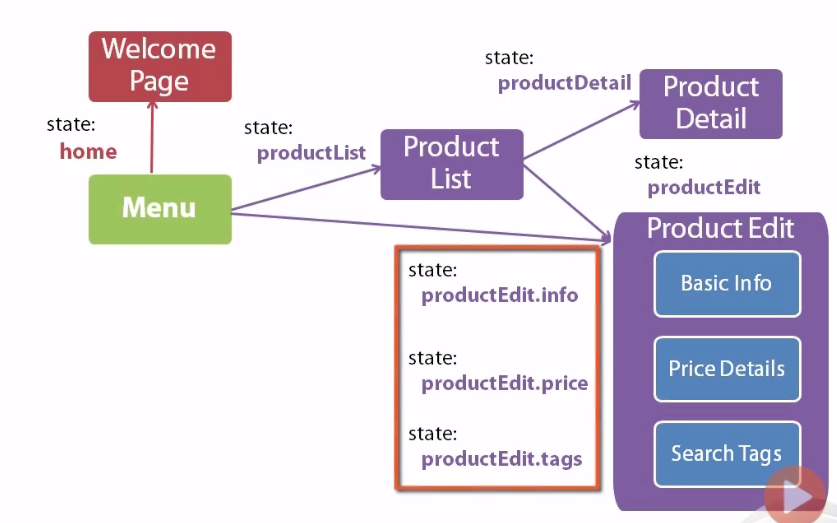 Welcome
Page
state:
home
Menu
state:
productList
Product
List
state:
productDetail
Product
Detail
state:
productEdit
Product Edit
state:
productEdit.info
Basic Info
state:
productEdit.price
Price Details
state:
productEdit.tags
Search Tags